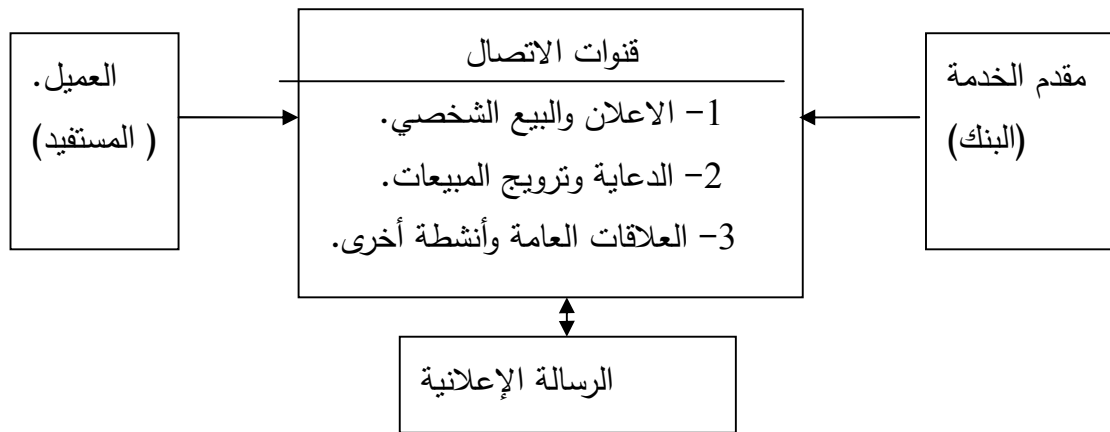 قنوات الاتصال
مقدم الخدمة
(البنك)
1- الاعلان والبيع الشخصي.
2- الدعاية وترويج المبيعات.
3- العلاقات العامة وأنشطة أخرى.
العميل.
( المستفيد)
الرسالة الإعلانية